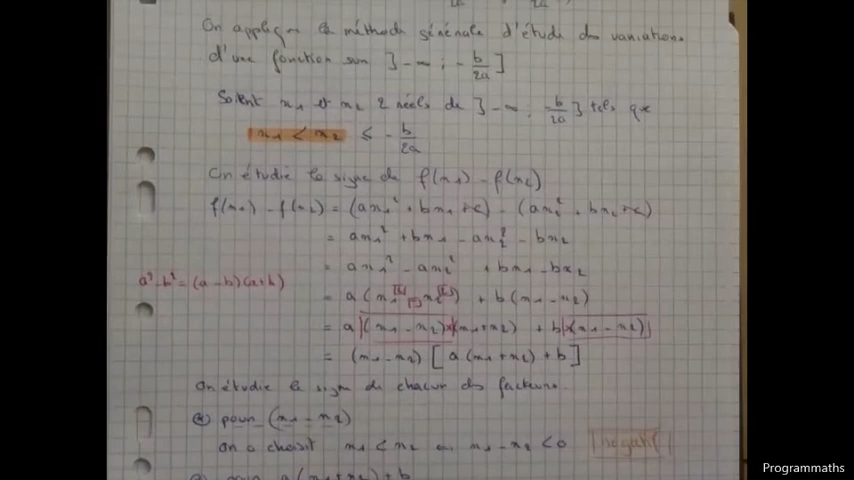 On applique la méthode générale d'étude des variations
d'une fonction sur ]-∞ ; -b/2a]
Soient x₁ et x₂ 2 réels de ]-∞ ; -b/2a] tels que
x₁ < x₂ ≤ -b/2a
On étudie le signe de f(x₁) - f(x₂)
f(x₁) - f(x₂) = (ax₁² + bx₁ + c) - (ax₂² + bx₂ + c)
= ax₁² + bx₁ - ax₂² - bx₂
= ax₁² - ax₂² + bx₁ - bx₂
a² - b² = (a - b)(a + b)
= a(x₁² - x₂²) + b(x₁ - x₂)
= a(x₁ - x₂)×(x₁ + x₂) + b×(x₁ - x₂)
= (x₁ - x₂) [a(x₁ + x₂) + b]
On étudie le signe de chacun des facteurs.
pour (x₁ - x₂)
on a choisit x₁ < x₂ x₁ - x₂ < 0 négatif
pour a(x₁ + x₂) + b
Programmaths